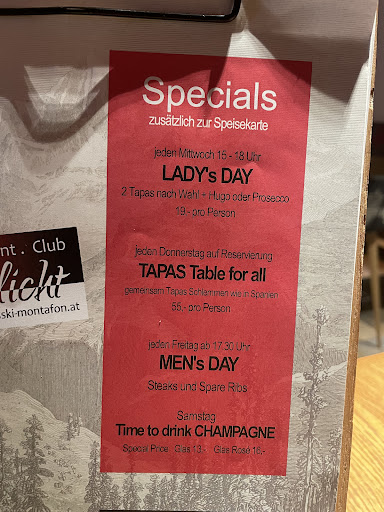 Specials
zusätzlich zur Speisekarte
jeden Mittwoch 15 - 18 Uhr
LADY's DAY
2 Tapas nach Wahl + Hugo oder Prosecco
19,- pro Person
nt . Club
licht
ski-montafon.at
jeden Donnerstag auf Reservierung
TAPAS Table for all
gemeinsam Tapas Schlemmen wie in Spanien
55,- pro Person
jeden Freitag ab 17.30 Uhr
MEN's DAY
Steaks und Spare Ribs
Samstag
Time to drink CHAMPAGNE
Special Price: Glas 13,- Glas Rosé 16,-